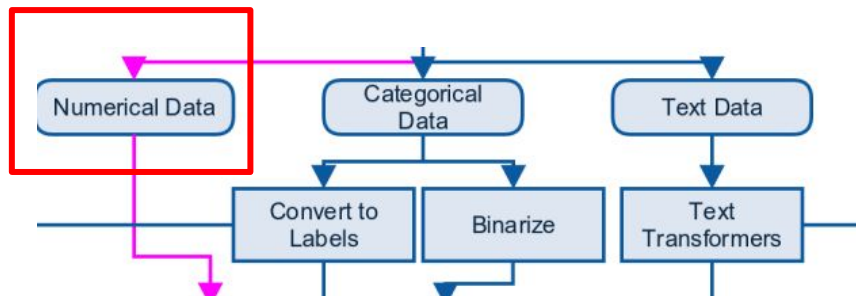 Numerical Data
Categorical
Data
Text Data
Convert to
Labels
Binarize
Text
Transformers